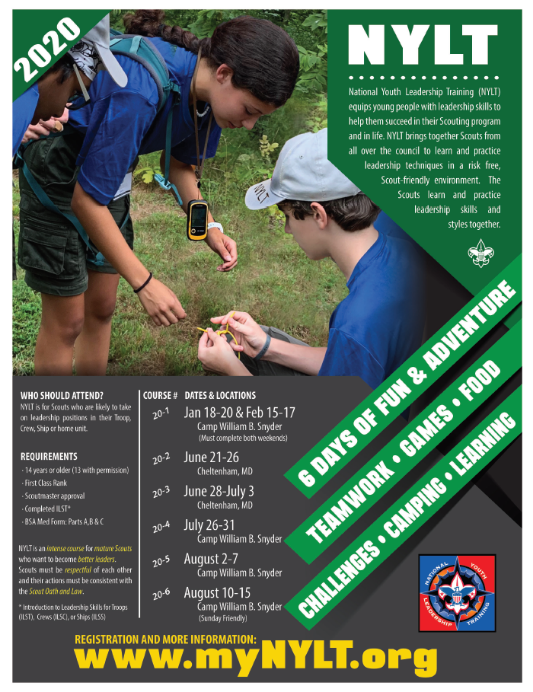 2020
NYLT
NYLT
National Youth Leadership Training (NYLT)
equips young people with leadership skills to
help them succeed in their Scouting program
and in life. NYLT brings together Scouts from
all over the council to learn and practice
leadership techniques in a risk free,
Scout-friendly environment. The
Scouts learn and practice
leadership skills and
styles together.
6 DAYS OF FUN & ADVENTURE
TEAMWORK • GAMES • FOOD
CHALLENGES • CAMPING • LEARNING
WHO SHOULD ATTEND?
NYLT is for Scouts who are likely to take
on leadership positions in their Troop,
Crew, Ship or home unit.
REQUIREMENTS
· 14 years or older (13 with permission)
· First Class Rank
· Scoutmaster approval
· Completed ILST*
· BSA Med Form: Parts A,B & C
NYLT is an intense course for mature Scouts
who want to become better leaders.
Scouts must be respectful of each other
and their actions must be consistent with
the Scout Oath and Law.
* Introduction to Leadership Skills for Troops
(ILST), Crews (ILSC), or Ships (ILSS)
COURSE # DATES & LOCATIONS
20-1 Jan 18-20 & Feb 15-17
Camp William B. Snyder
(Must complete both weekends)
20-2 June 21-26
Cheltenham, MD
20-3 June 28-July 3
Cheltenham, MD
20-4 July 26-31
Camp William B. Snyder
20-5 August 2-7
Camp William B. Snyder
20-6 August 10-15
Camp William B. Snyder
(Sunday Friendly)
NATIONAL YOUTH
LEADERSHIP TRAINING
REGISTRATION AND MORE INFORMATION:
www.myNYLT.org